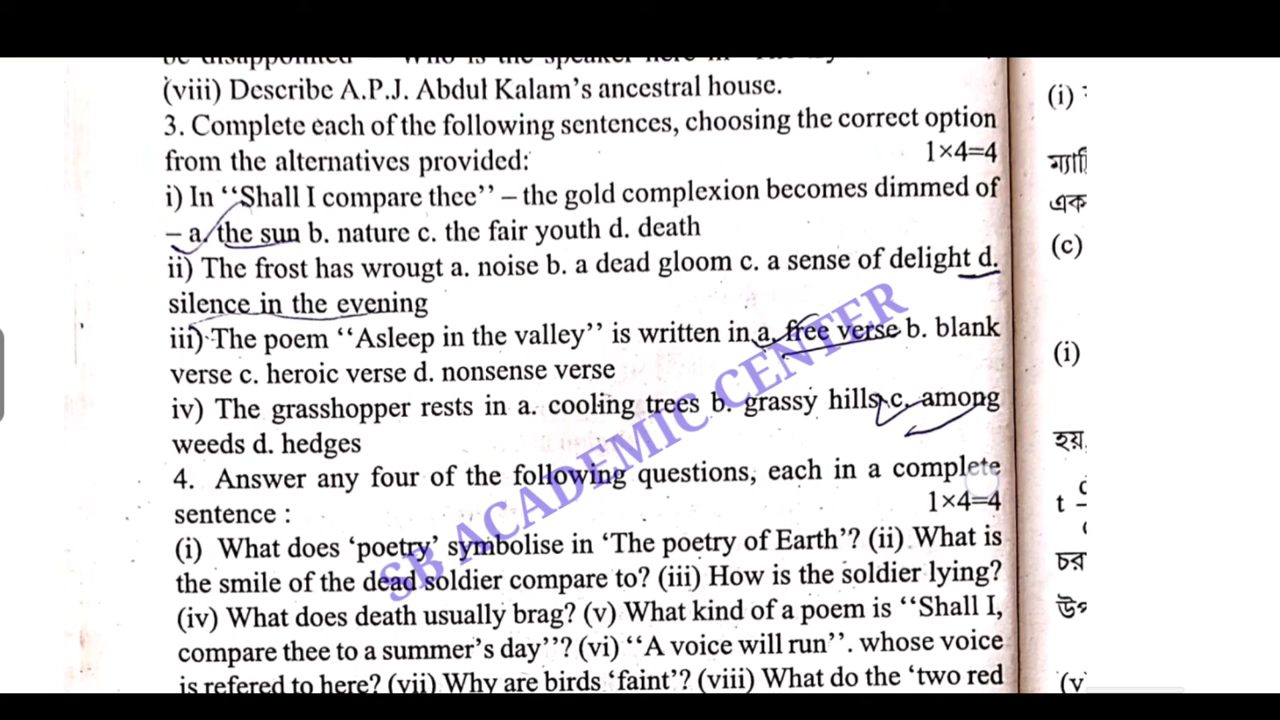 (viii) Describe A.P.J. Abdul Kalam's ancestral house.
3. Complete each of the following sentences, choosing the correct option
from the alternatives provided: 1×4=4
i) In "Shall I compare thee" – the gold complexion becomes dimmed of
– a. the sun b. nature c. the fair youth d. death
ii) The frost has wrougt a. noise b. a dead gloom c. a sense of delight d.
silence in the evening
iii) The poem "Asleep in the valley" is written in a. free verse b. blank
verse c. heroic verse d. nonsense verse
iv) The grasshopper rests in a. cooling trees b. grassy hills c. among
weeds d. hedges
4. Answer any four of the following questions, each in a complete
sentence : 1×4=4
(i) What does 'poetry' symbolise in 'The poetry of Earth'? (ii) What is
the smile of the dead soldier compare to? (iii) How is the soldier lying?
(iv) What does death usually brag? (v) What kind of a poem is "Shall I,
compare thee to a summer's day"? (vi) "A voice will run". whose voice
is refered to here? (vii) Why are birds 'faint'? (viii) What do the 'two red
SB ACADEMIC CENTER
(i)
এক
(c)
(i)
হয়
t
চর
(v